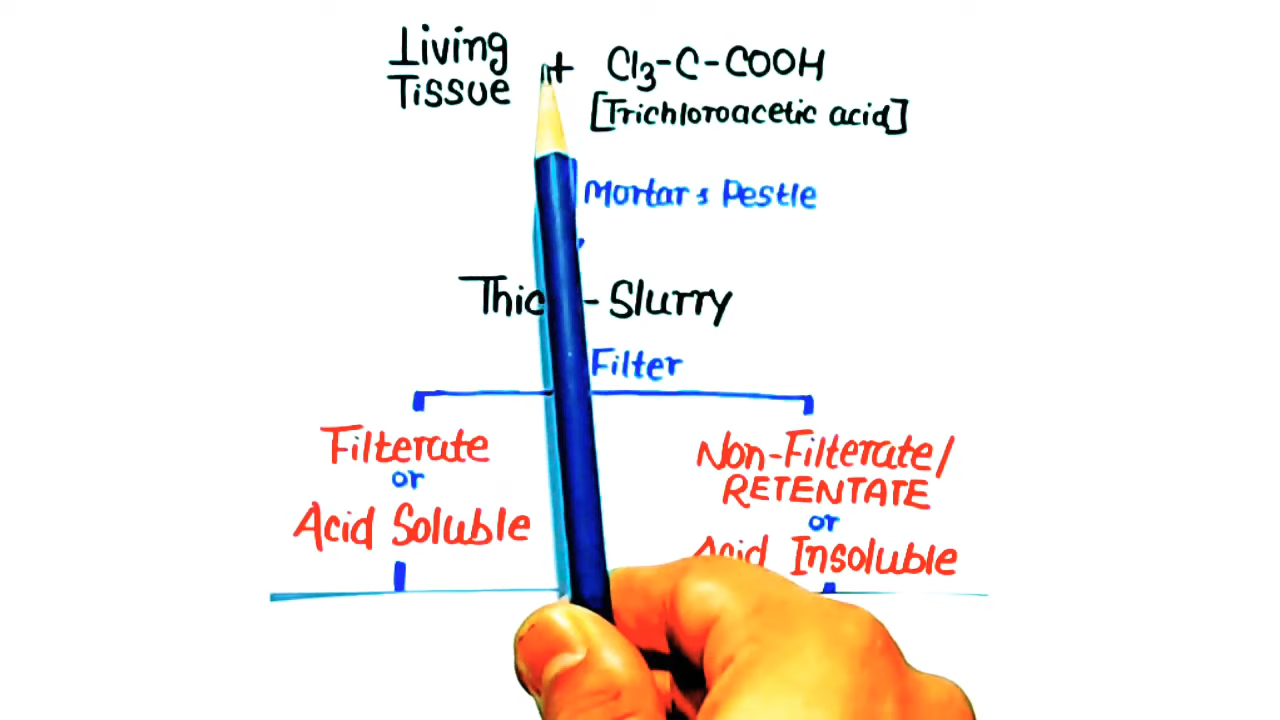 Living + Cl3-C-COOH
Tissue [Trichloroacetic acid]
Mortar & Pestle
Slurry
Filter
Filterate Non-Filterate/
or RETENTATE
Acid Soluble or
Acid Insoluble